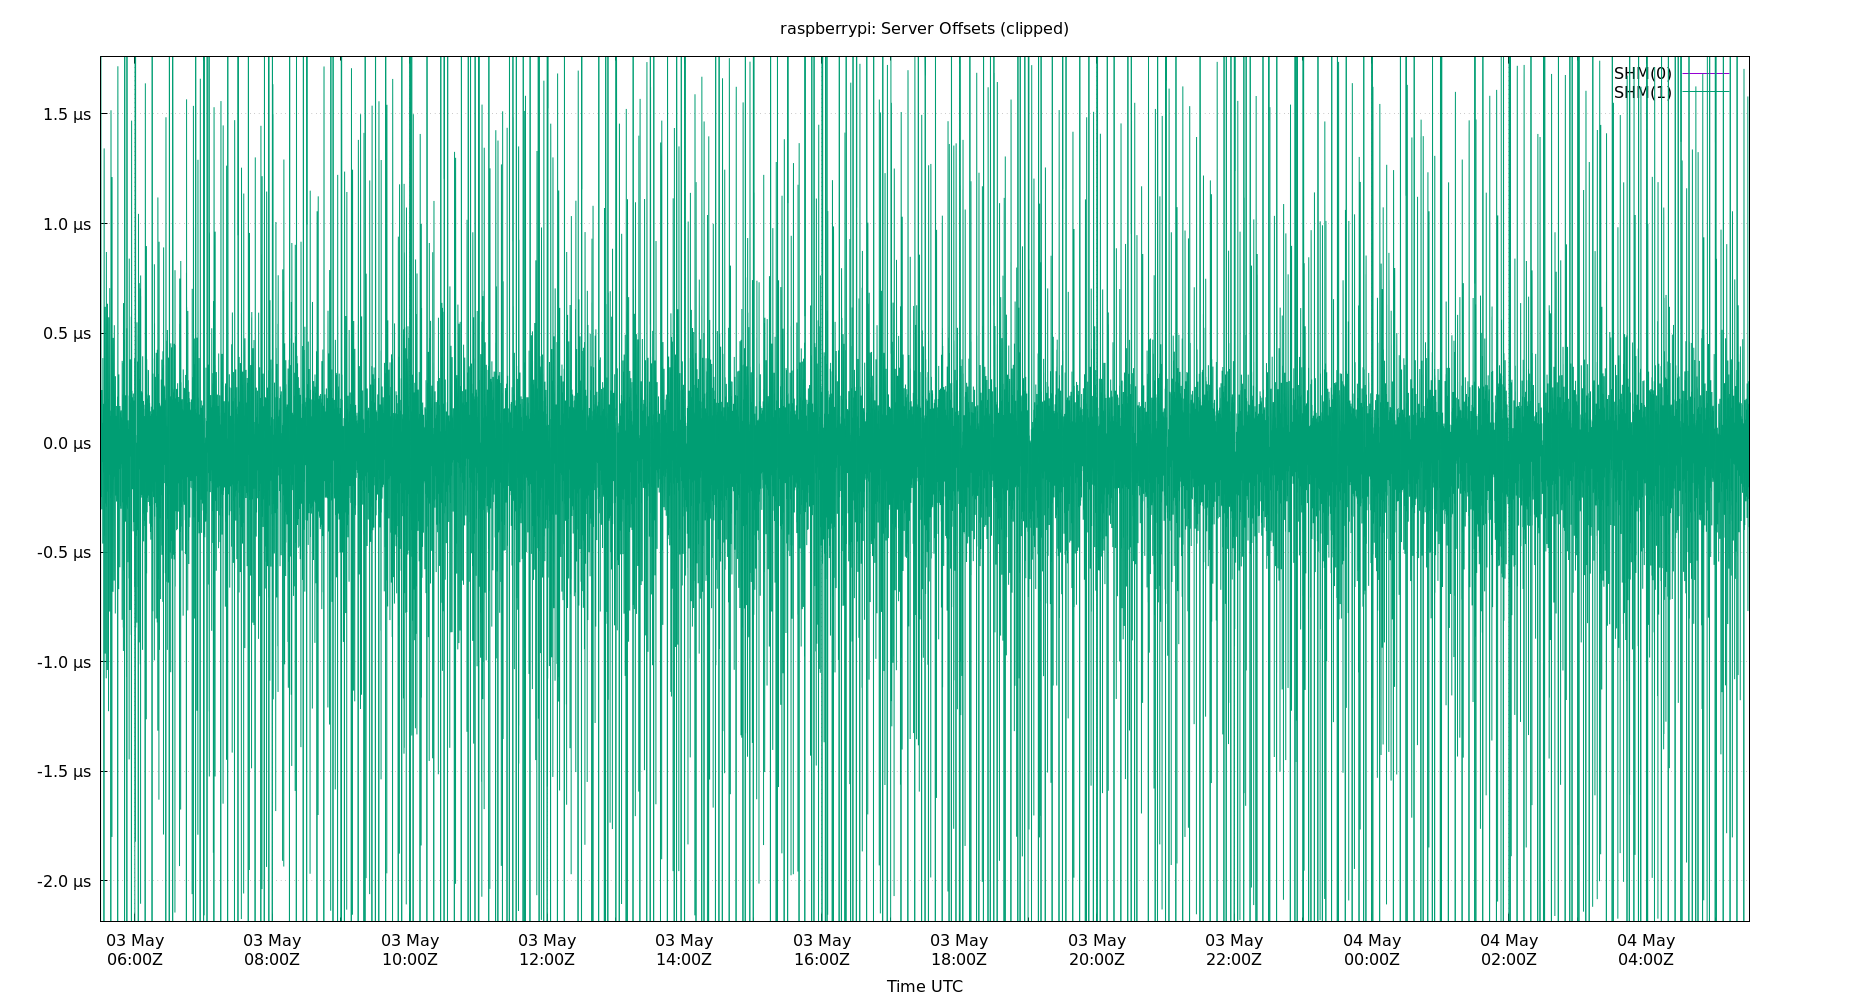 raspberrypi: Server Offsets (clipped)
SHM(0)
SHM(1)
1.5 µs
1.0 µs
0.5 µs
0.0 µs
-0.5 µs
-1.0 µs
-1.5 µs
-2.0 µs
03 May 03 May 03 May 03 May 03 May 03 May 03 May 03 May 03 May 04 May 04 May 04 May
06:00Z 08:00Z 10:00Z 12:00Z 14:00Z 16:00Z 18:00Z 20:00Z 22:00Z 00:00Z 02:00Z 04:00Z
Time UTC